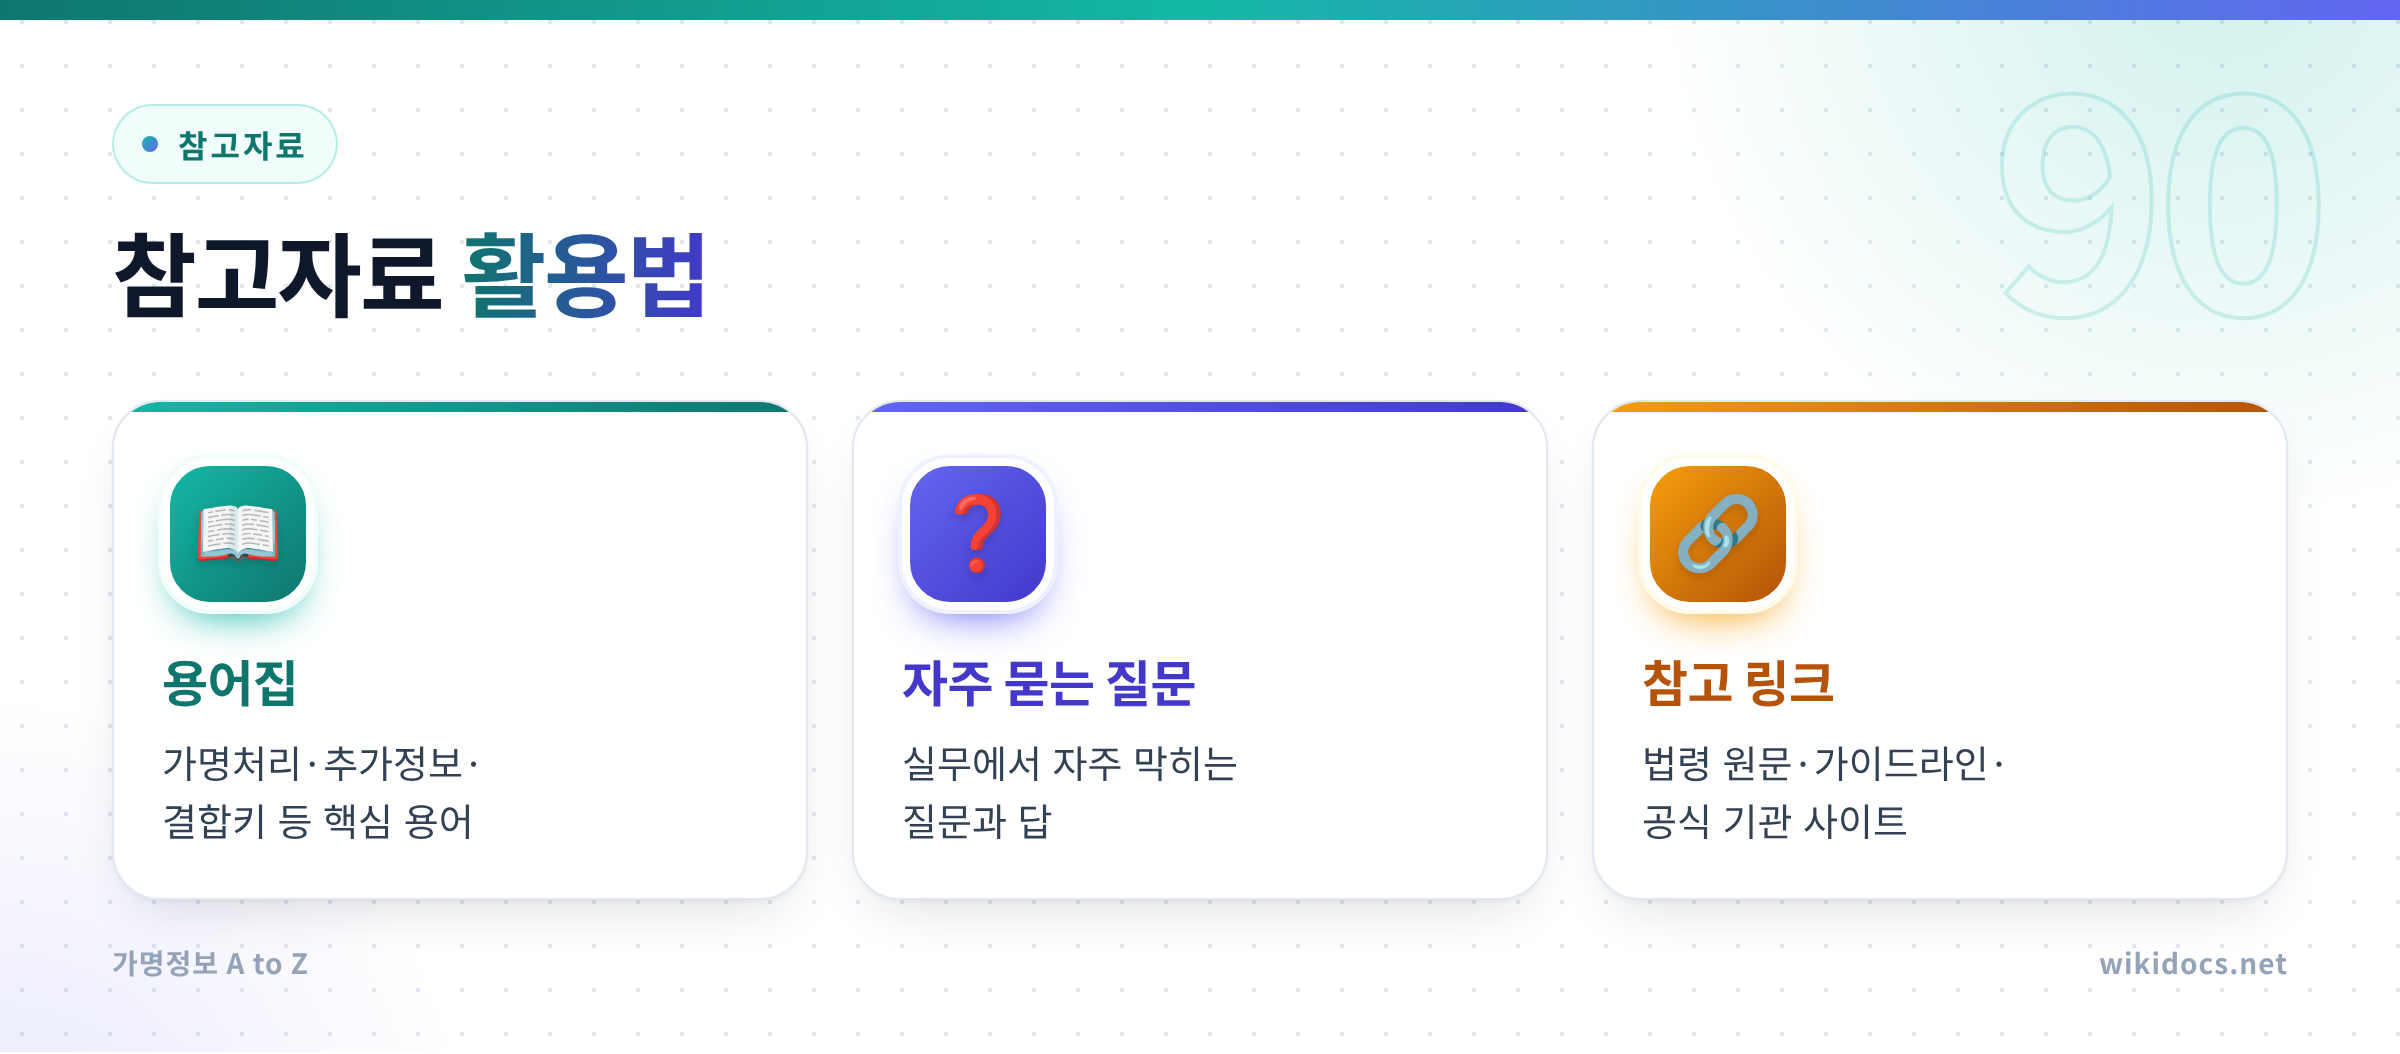 참고자료
90
참고자료 활용법
용어집
가명처리·추가정보·
결합키 등 핵심 용어
자주 묻는 질문
실무에서 자주 막히는
질문과 답
참고 링크
법령 원문·가이드라인·
공식 기관 사이트
가명정보 A to Z
wikidocs.net